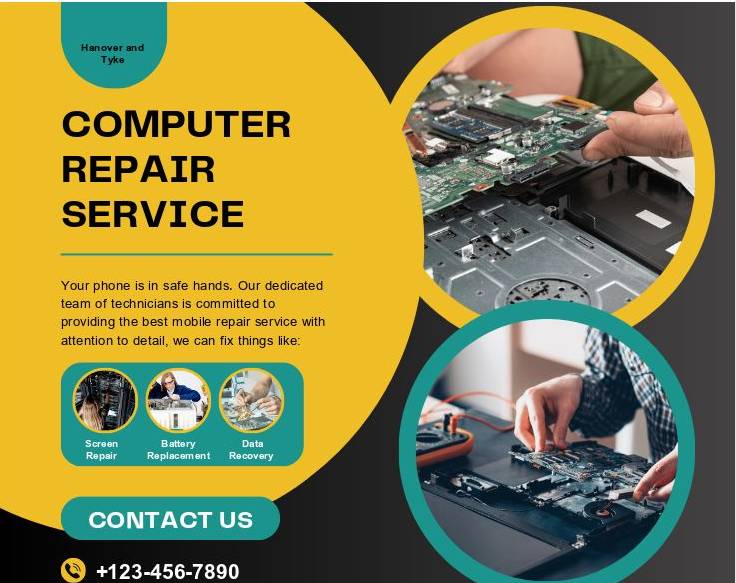 Hanover and
Tyke
COMPUTER
REPAIR
SERVICE
Your phone is in safe hands. Our dedicated
team of technicians is committed to
providing the best mobile repair service with
attention to detail, we can fix things like:
Screen
Repair
Battery
Replacement
Data
Recovery
CONTACT US
+123-456-7890